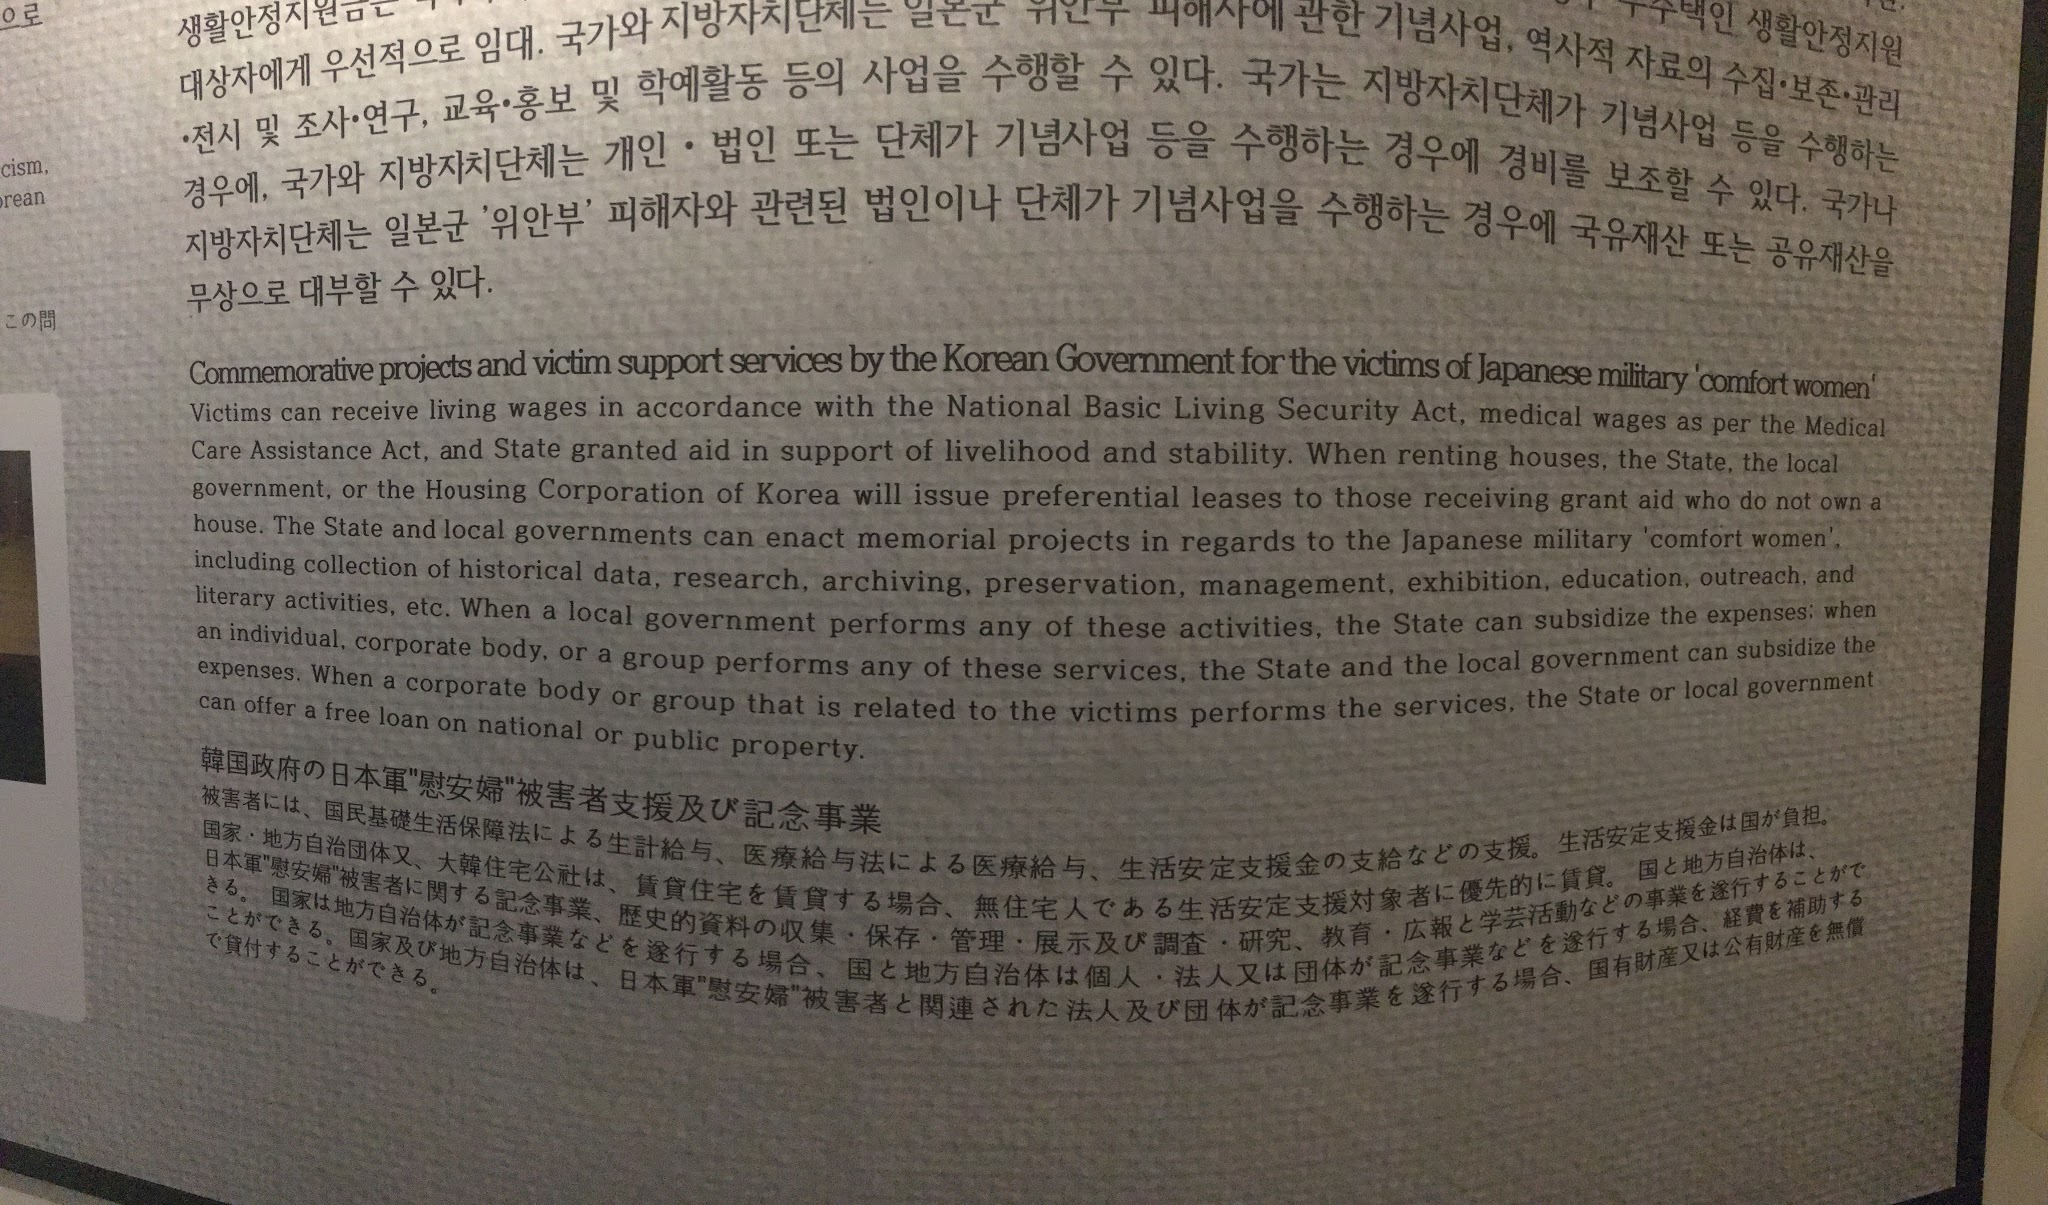 으로
cism,
orean
この問
생활안정지원금은
무주택인 생활안정지원
대상자에게 우선적으로 임대. 국가와 지방자치단체는 일본군 '위안부' 피해자에 관한 기념사업, 역사적 자료의 수집•보존•관리
•전시 및 조사•연구, 교육•홍보 및 학예활동 등의 사업을 수행할 수 있다. 국가는 지방자치단체가 기념사업 등을 수행하는
경우에, 국가와 지방자치단체는 개인 • 법인 또는 단체가 기념사업 등을 수행하는 경우에 경비를 보조할 수 있다. 국가나
지방자치단체는 일본군 '위안부' 피해자와 관련된 법인이나 단체가 기념사업을 수행하는 경우에 국유재산 또는 공유재산을
무상으로 대부할 수 있다.
Commemorative projects and victim support services by the Korean Government for the victims of Japanese military 'comfort women'
Victims can receive living wages in accordance with the National Basic Living Security Act, medical wages as per the Medical
Care Assistance Act, and State granted aid in support of livelihood and stability. When renting houses, the State, the local
government, or the Housing Corporation of Korea will issue preferential leases to those receiving grant aid who do not own a
house. The State and local governments can enact memorial projects in regards to the Japanese military 'comfort women',
including collection of historical data, research, archiving, preservation, management, exhibition, education, outreach, and
literary activities, etc. When a local government performs any of these activities, the State can subsidize the expenses; when
an individual, corporate body, or a group performs any of these services, the State and the local government can subsidize the
expenses. When a corporate body or group that is related to the victims performs the services, the State or local government
can offer a free loan on national or public property.
韓国政府の日本軍"慰安婦"被害者支援及び記念事業
被害者には、国民基礎生活保障法による生計給与、医療給与法による医療給与、生活安定支援金の支給などの支援。生活安定支援金は国が負担。
国家・地方自治団体又、大韓住宅公社は、賃貸住宅を賃貸する場合、無住宅人である生活安定支援対象者に優先的に賃貸。国と地方自治体は、
日本軍"慰安婦"被害者に関する記念事業、歴史的資料の収集・保存・管理・展示及び調査・研究、教育・広報と学芸活動などの事業を遂行することがで
きる。 国家は地方自治体が記念事業などを遂行する場合、国と地方自治体は個人・法人又は団体が記念事業などを遂行する場合、経費を補助する
ことができる。国家及び地方自治体は、日本軍"慰安婦"被害者と関連された法人及び団体が記念事業を遂行する場合、国有財産又は公有財産を無償
で貸付することができる。